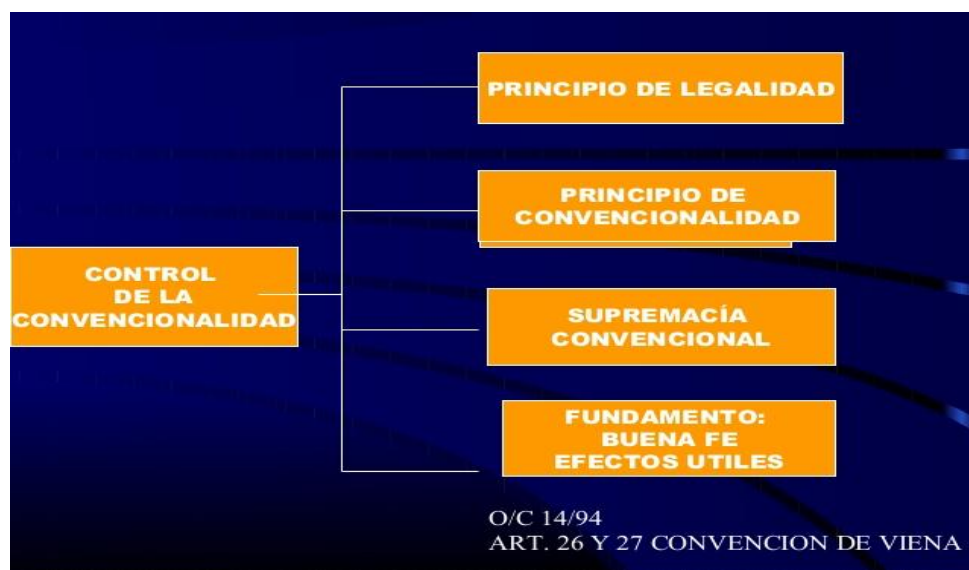 PRINCIPIO DE LEGALIDAD
PRINCIPIO DE
CONVENCIONALIDAD
CONTROL
DE LA
CONVENCIONALIDAD
SUPREMACÍA
CONVENCIONAL
FUNDAMENTO:
BUENA FE
EFECTOS UTILES
O/C 14/94
ART. 26 Y 27 CONVENCION DE VIENA